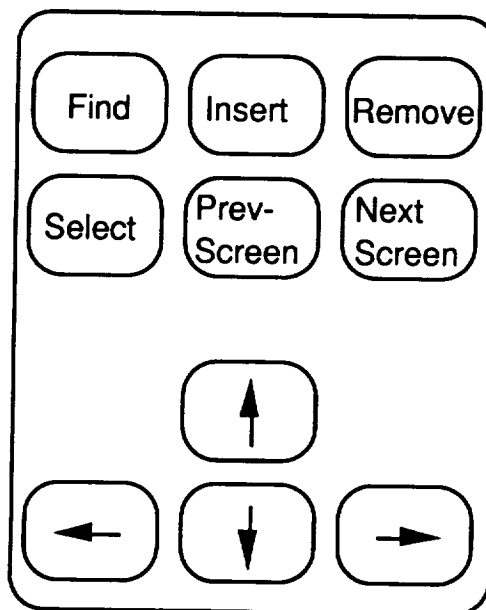 Find
Insert
Remove
Select
Prev-
Screen
Next
Screen